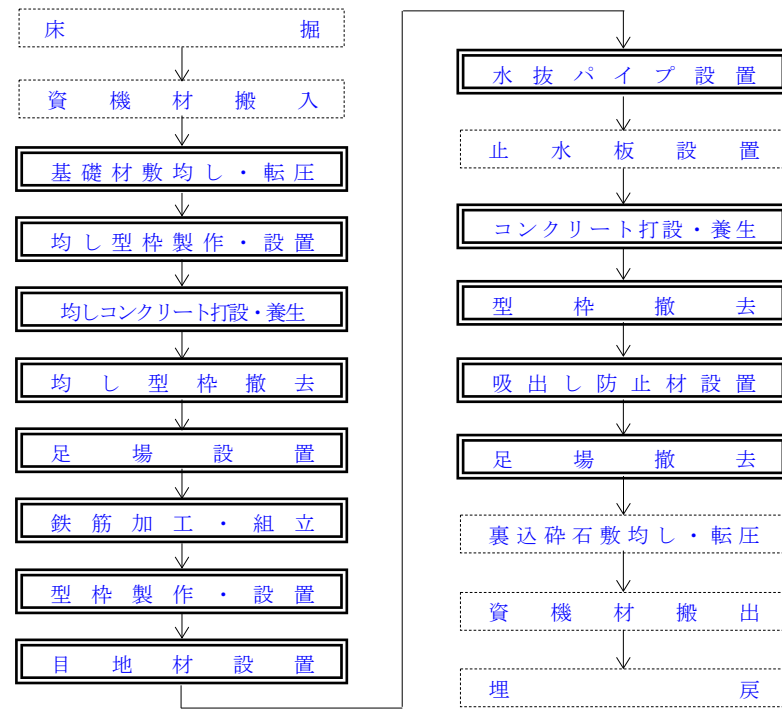 床掘
資機材搬入
基礎材敷均し・転圧
均し型枠製作・設置
均しコンクリート打設・養生
均し型枠撤去
足場設置
鉄筋加工・組立
型枠製作・設置
目地材設置
水抜パイプ設置
止水板設置
コンクリート打設・養生
型枠撤去
吸出し防止材設置
足場撤去
裏込砕石敷均し・転圧
資機材搬出
埋戻